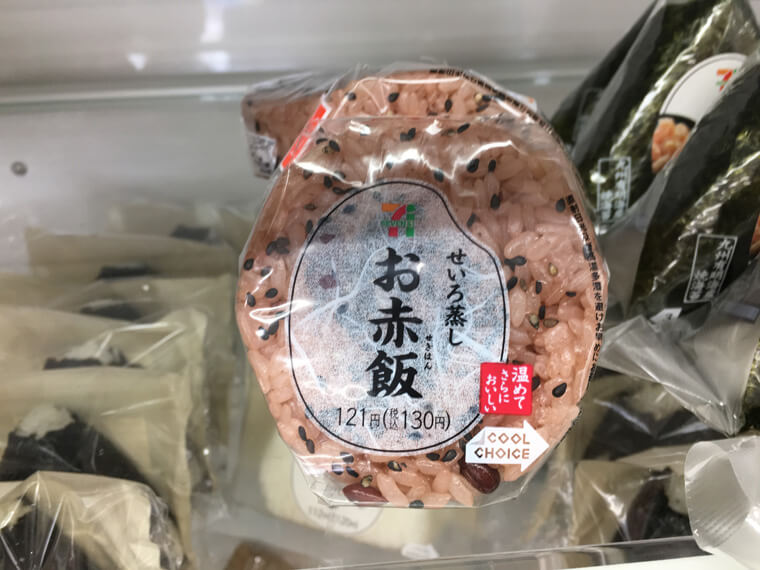 せいろ蒸し
お赤飯
せきはん
121円(税込130円)
温めて
さらに
おいしい
COOL
CHOICE